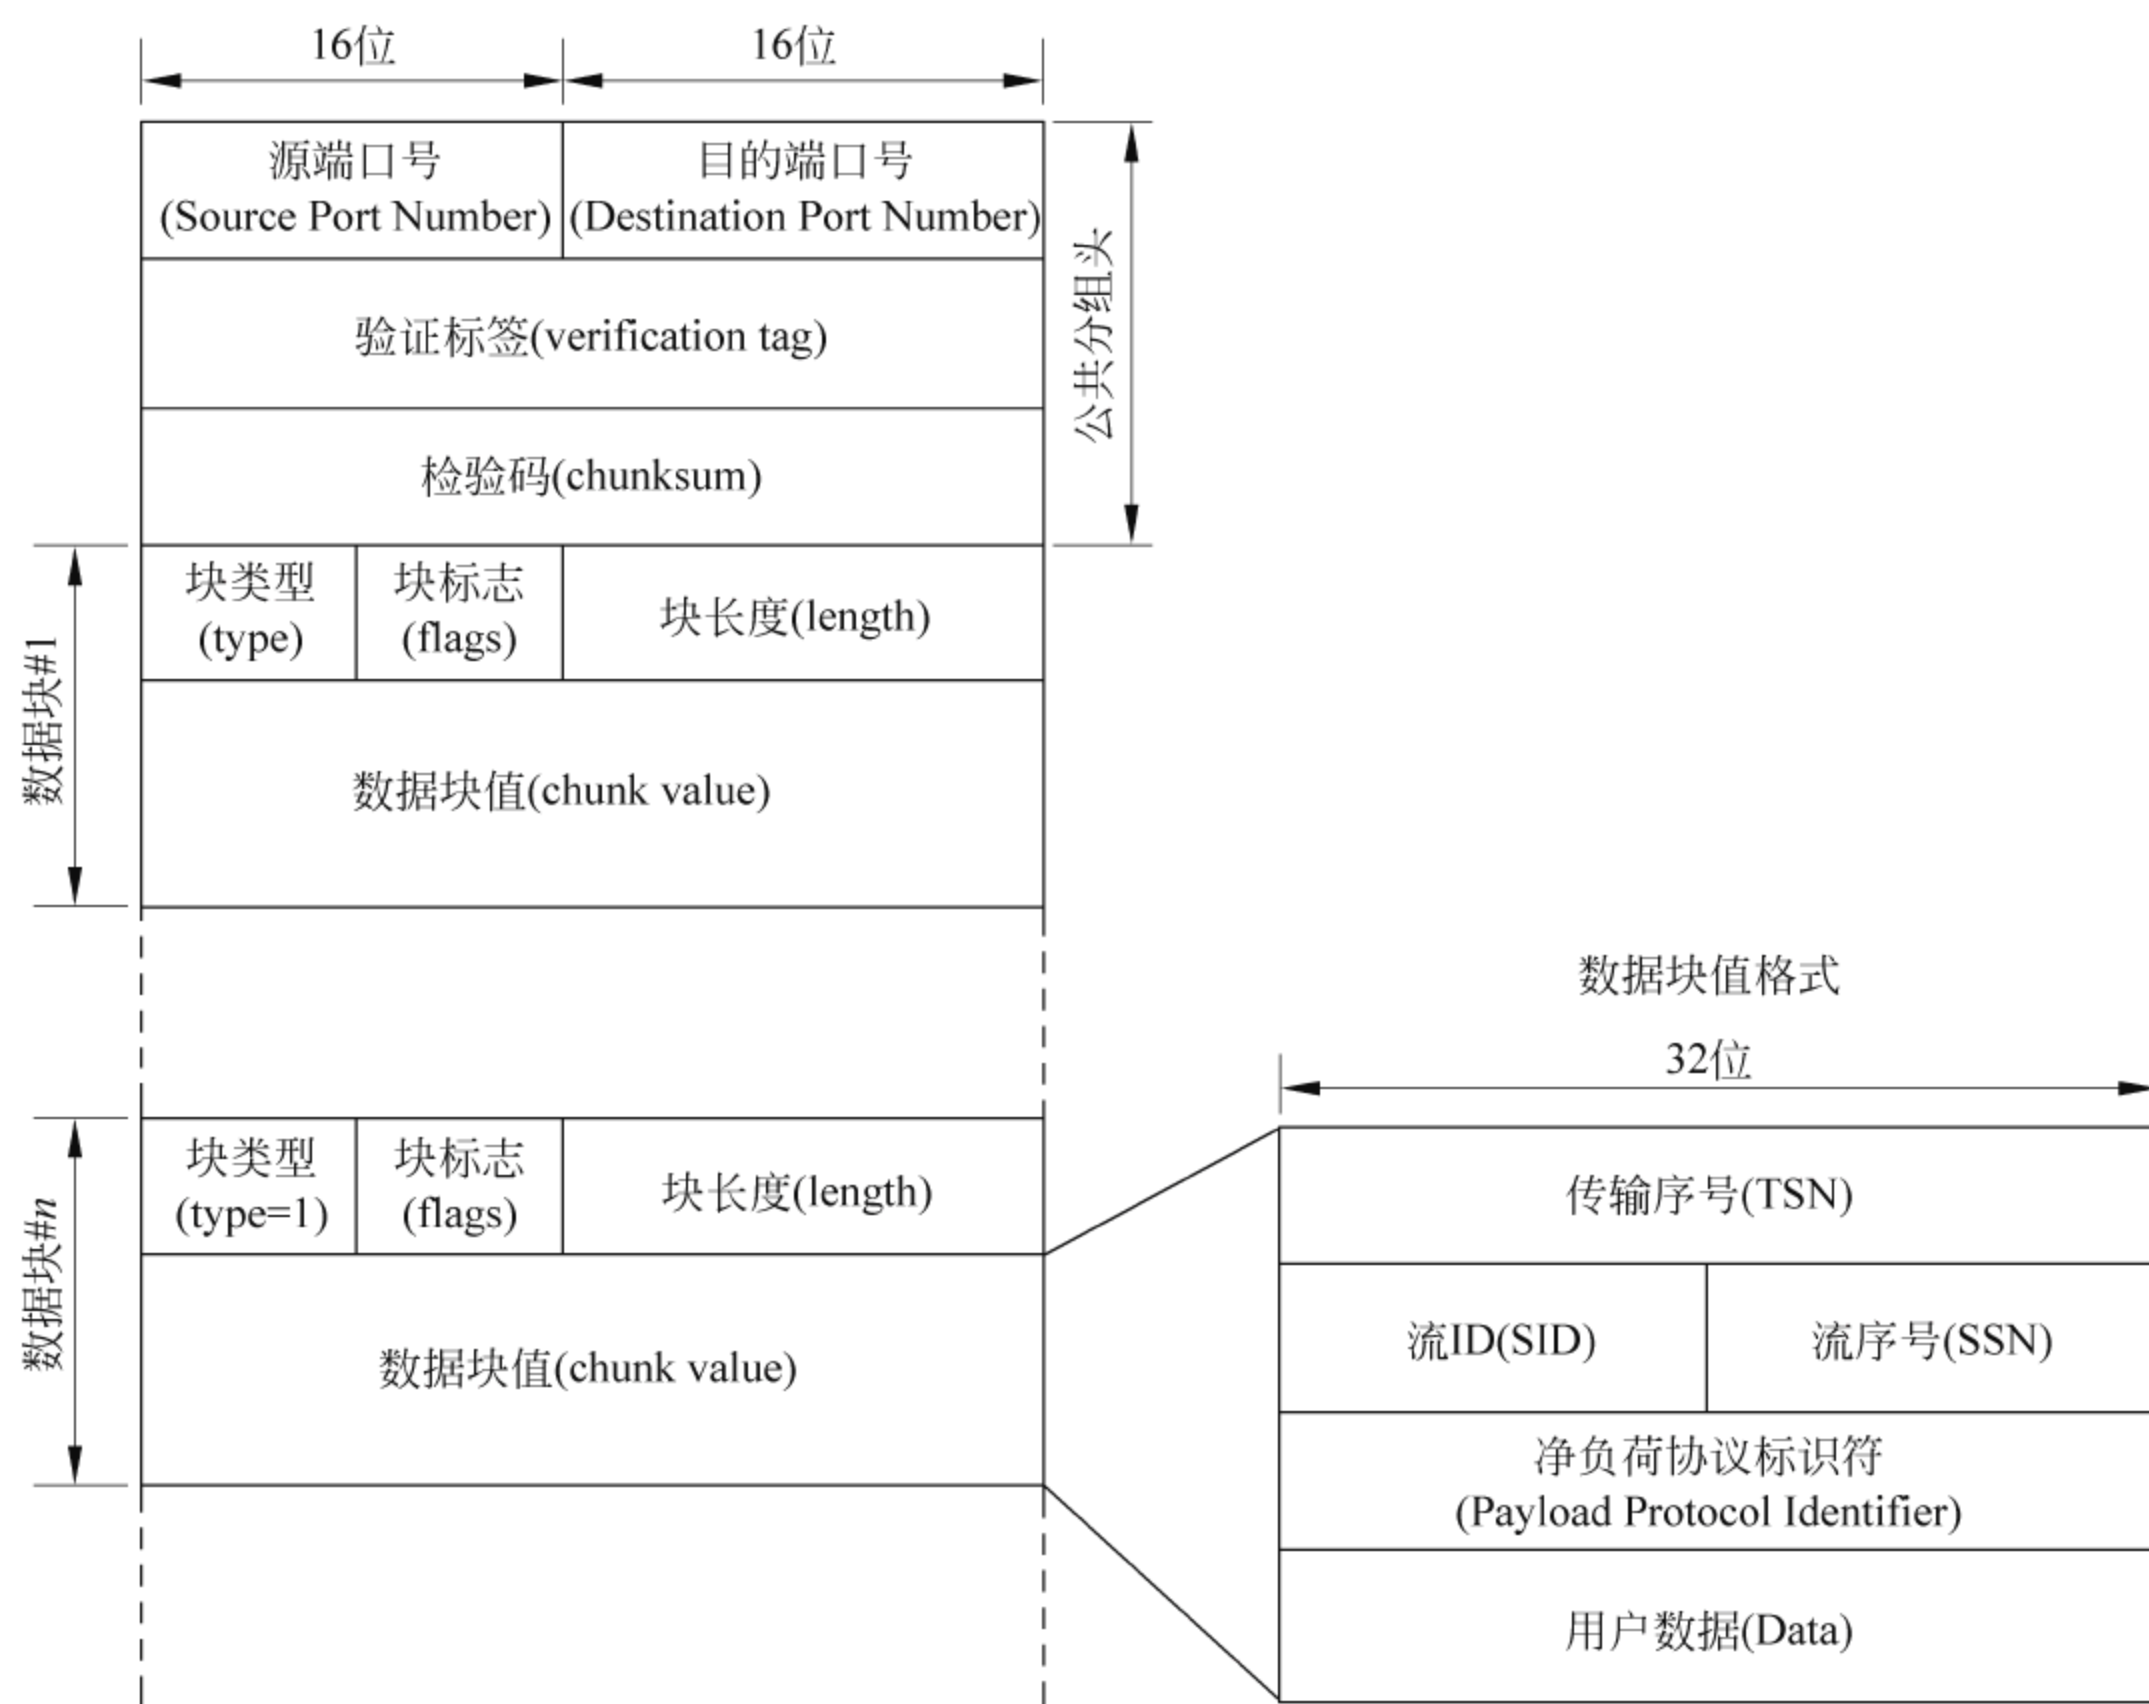 16位
16位
源端口号
(Source Port Number)
目的端口号
(Destination Port Number)
验证标签(verification tag)
检验码(chunksum)
公共分组头
块类型
(type)
块标志
(flags)
块长度(length)
数据块值(chunk value)
数据块#1
块类型
(type=1)
块标志
(flags)
块长度(length)
数据块值(chunk value)
数据块#n
数据块值格式
32位
传输序号(TSN)
流ID(SID)
流序号(SSN)
净负荷协议标识符
(Payload Protocol Identifier)
用户数据(Data)